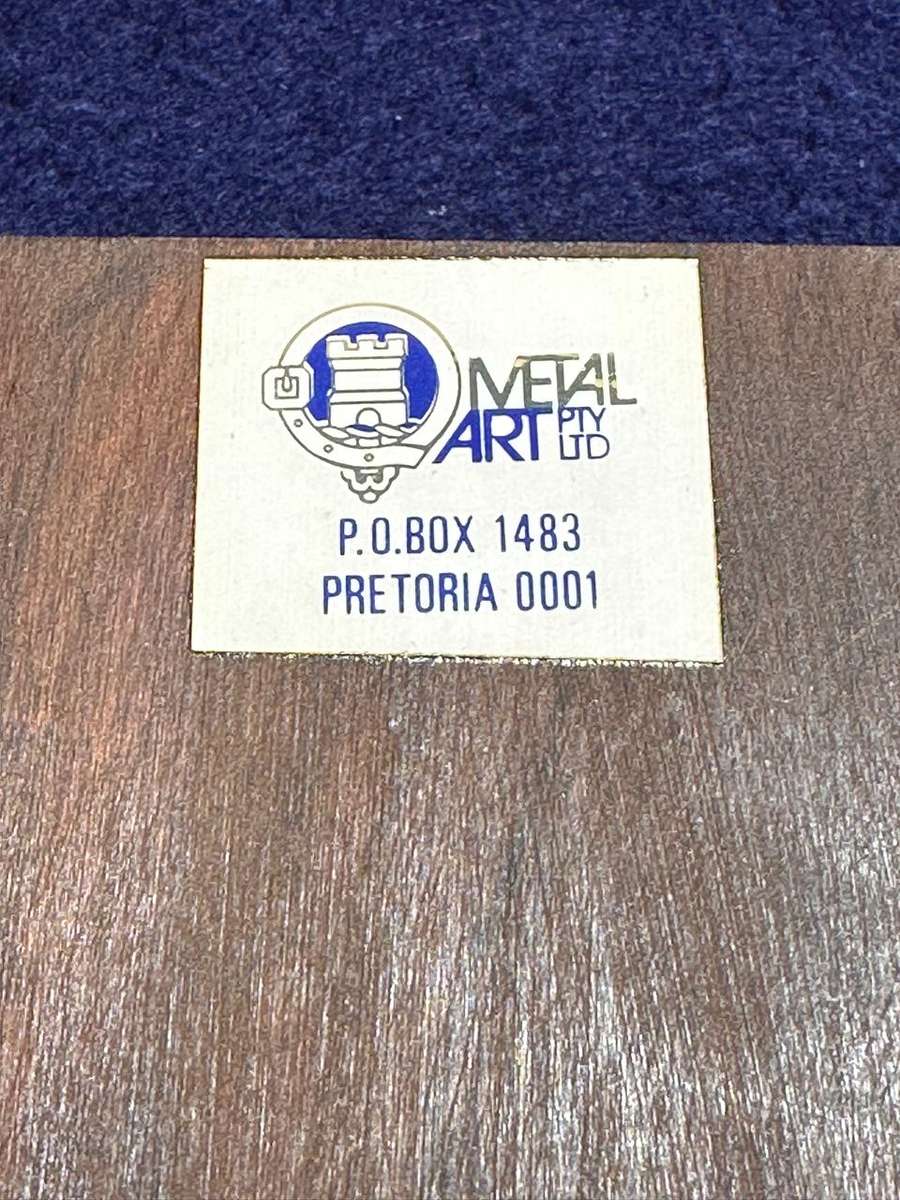 METAL
ART PTY LTD
P.O.BOX 1483
PRETORIA 0001